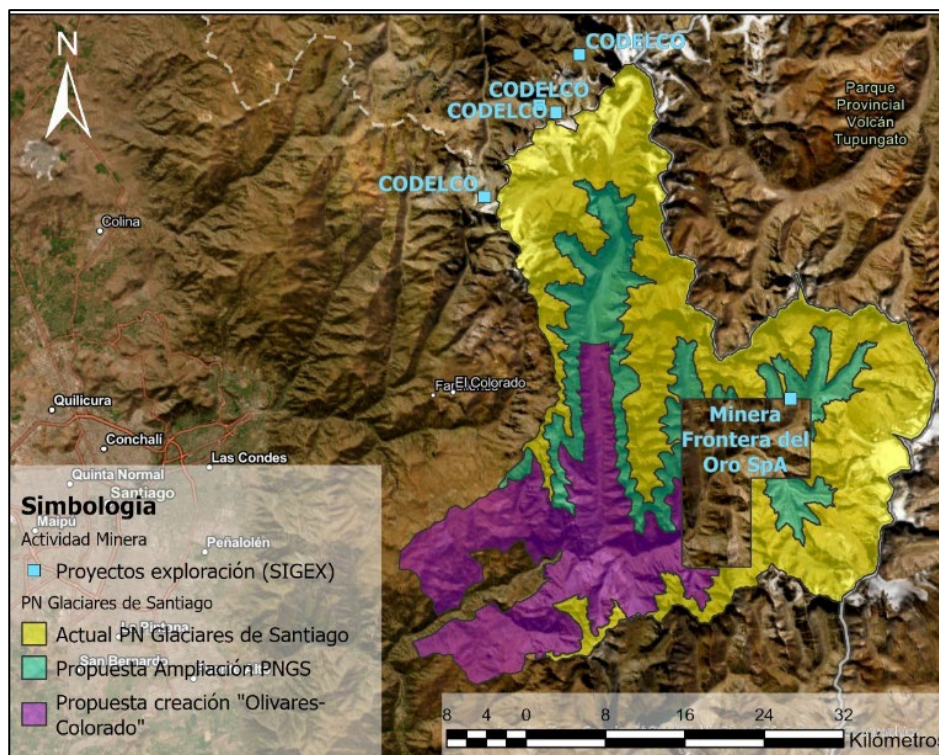 N
CODELCO
CODELCO
CODELCO
CODELCO
Parque
Provincial
Volcán
Tupungato
Colina
El Colorado
Quilicura
Conchalí
Las Condes
Quinta Normal
Santiago
Maipú
Peñalolén
La Pintana
San Bernardo
Minera
Frontera del
Oro SpA
Simbología
Actividad Minera
Proyectos exploración (SIGEX)
PN Glaciares de Santiago
Actual PN Glaciares de Santiago
Propuesta Ampliación PNGS
Propuesta creación "Olivares-
Colorado"
8 4 0 8 16 24 32
Kilómetros